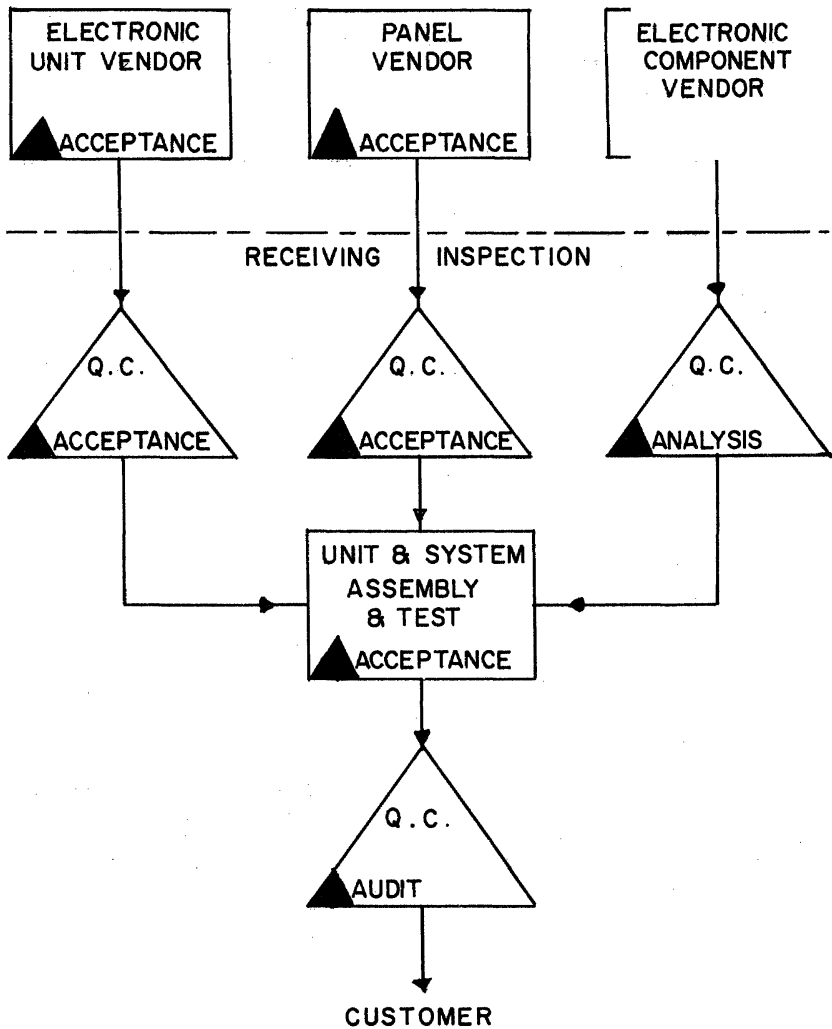 ELECTRONIC
UNIT VENDOR
ACCEPTANCE
PANEL
VENDOR
ACCEPTANCE
ELECTRONIC
COMPONENT
VENDOR
RECEIVING INSPECTION
Q.C.
ACCEPTANCE
Q.C.
ACCEPTANCE
Q.C.
ANALYSIS
UNIT & SYSTEM
ASSEMBLY
& TEST
ACCEPTANCE
Q.C.
AUDIT
CUSTOMER